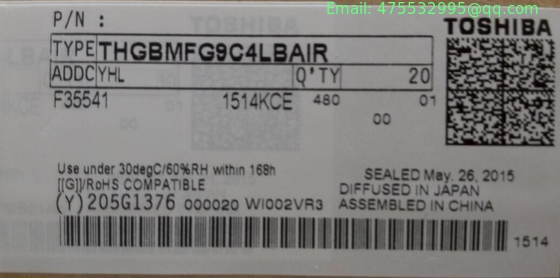 Email: 475532995@qq.com
P/N :
TOSHIBA
TYPE THGBMFG9C4LBAIR
ADDC YHL Q'TY 20
F35541 1514KCE 480 01
00
Use under 30degC/60%RH within 168h
SEALED May. 26, 2015
[[G]]/RoHS COMPATIBLE
DIFFUSED IN JAPAN
(Y) 205G1376 000020 WI002VR3
ASSEMBLED IN CHINA
1514